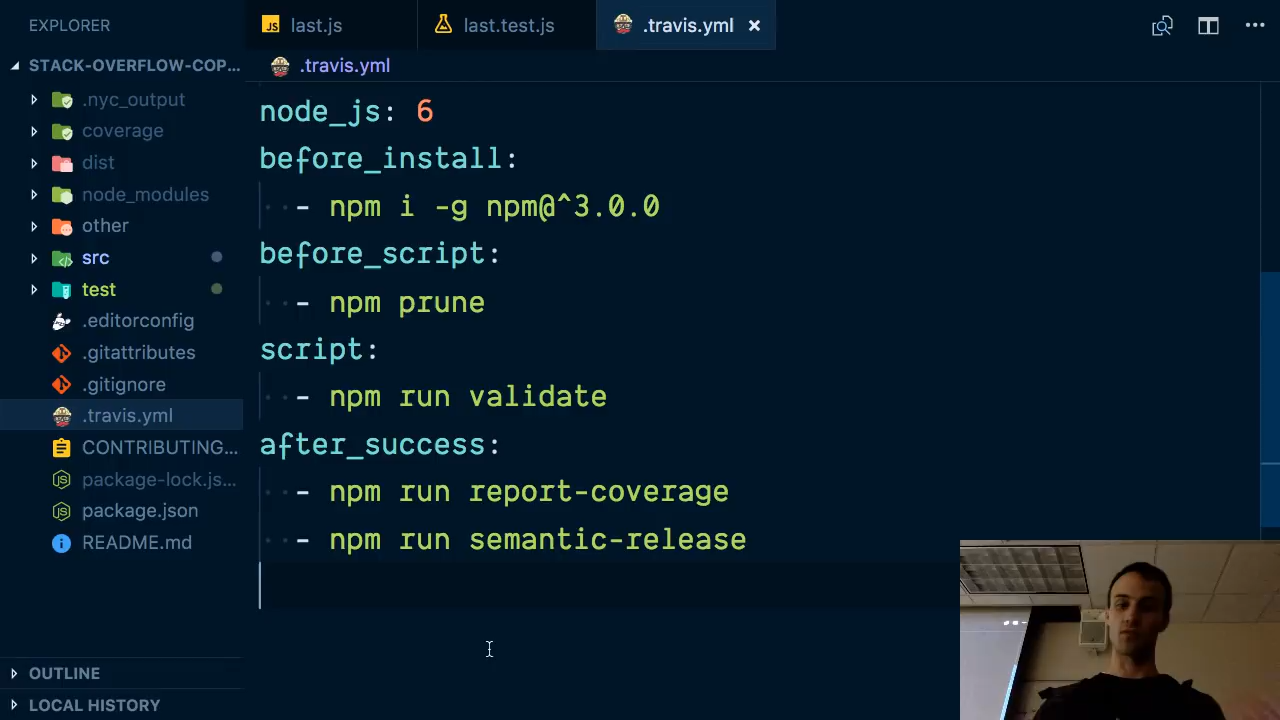 EXPLORER
last.js
last.test.js
.travis.yml
STACK-OVERFLOW-COP...
.travis.yml
.nyc_output
coverage
dist
node_modules
other
src
test
.editorconfig
.gitattributes
.gitignore
.travis.yml
CONTRIBUTING...
package-lock.js...
package.json
README.md
OUTLINE
LOCAL HISTORY
node_js: 6
before_install:
- npm i -g npm@^3.0.0
before_script:
- npm prune
script:
- npm run validate
after_success:
- npm run report-coverage
- npm run semantic-release